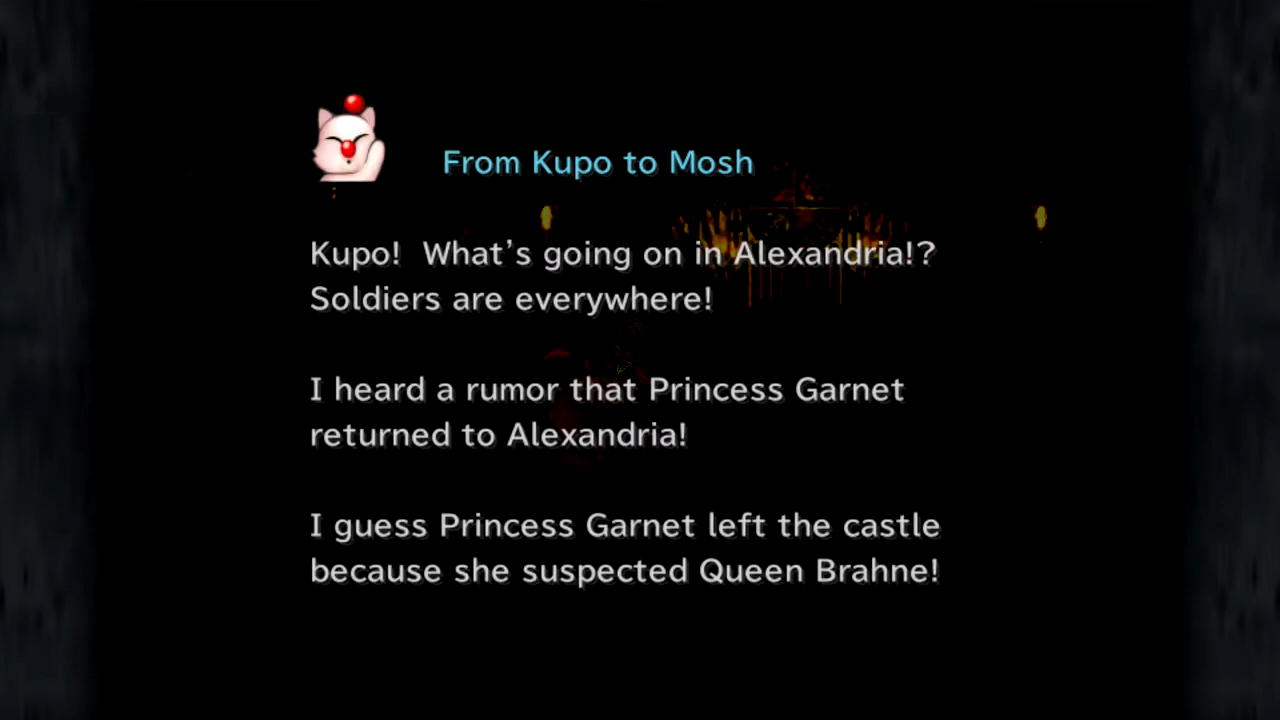 From Kupo to Mosh
Kupo!  What's going on in Alexandria!?
Soldiers are everywhere!
I heard a rumor that Princess Garnet
returned to Alexandria!
I guess Princess Garnet left the castle
because she suspected Queen Brahne!